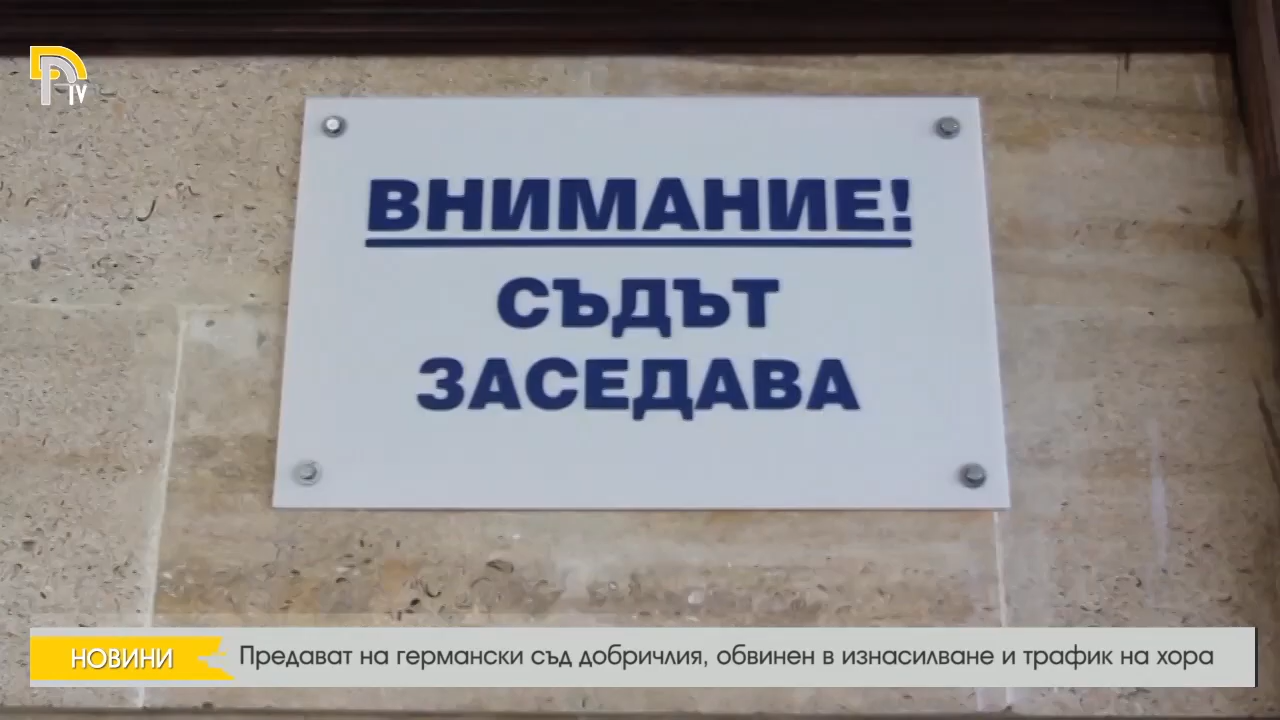 ВНИМАНИЕ!
СЪДЪТ
ЗАСЕДАВА
TV
НОВИНИ
Предават на германски съд добричлия, обвинен в изнасилване и трафик на хора